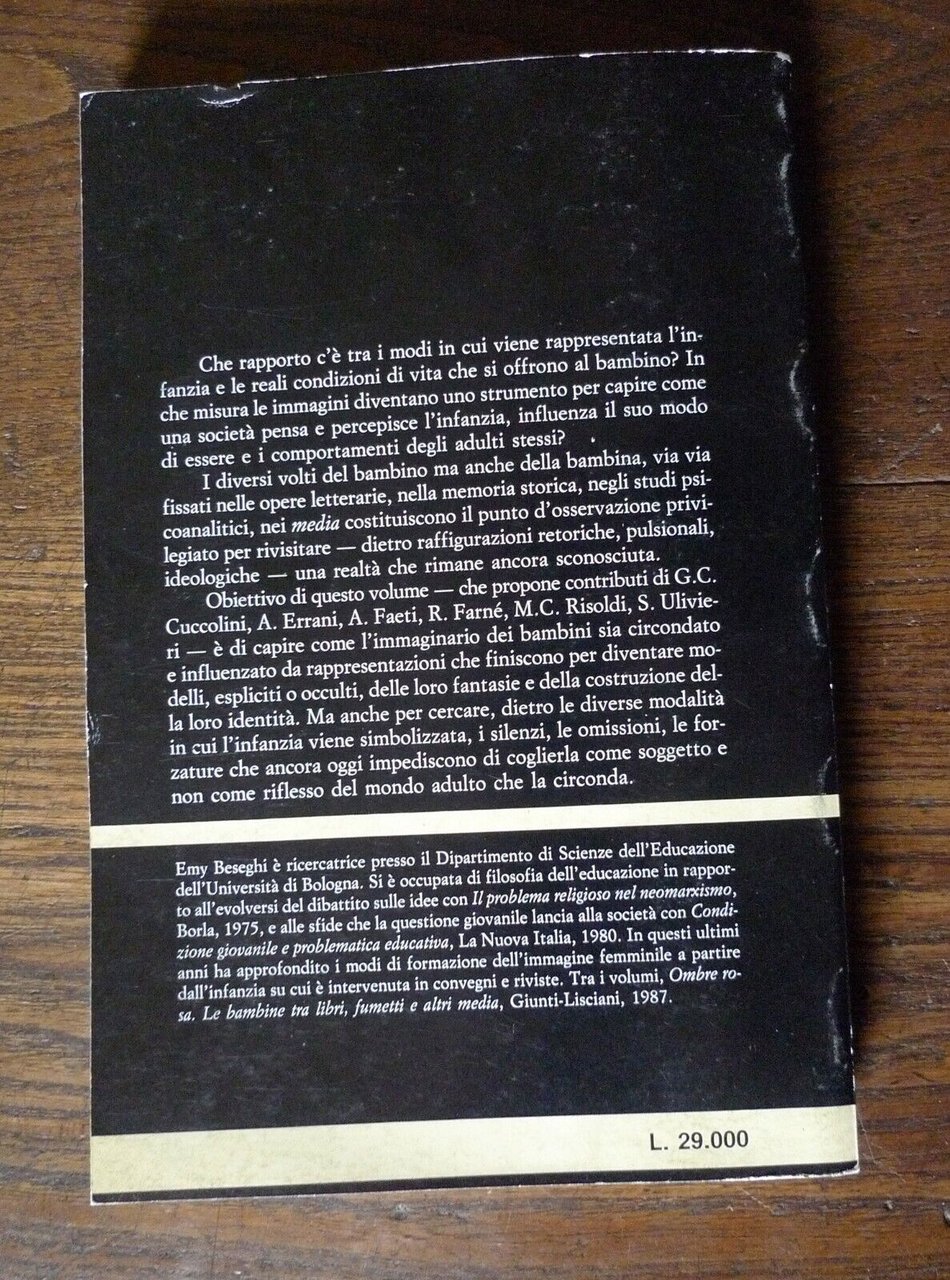 Che rapporto c'è tra i modi in cui viene rappresentata l'in-
fanzia e le reali condizioni di vita che si offrono al bambino? In
che misura le immagini diventano uno strumento per capire come
una società pensa e percepisce l'infanzia, influenza il suo modo
di essere e i comportamenti degli adulti stessi?
I diversi volti del bambino ma anche della bambina, via via
fissati nelle opere letterarie, nella memoria storica, negli studi psi-
coanalitici, nei media costituiscono il punto d'osservazione privi-
legiato per rivisitare — dietro raffigurazioni retoriche, pulsionali,
ideologiche — una realtà che rimane ancora sconosciuta.
Obiettivo di questo volume — che propone contributi di G.C.
Cuccolini, A. Errani, A. Faeti, R. Farné, M.C. Risoldi, S. Ulivie-
ri — è di capire come l'immaginario dei bambini sia circondato
e influenzato da rappresentazioni che finiscono per diventare mo-
delli, espliciti o occulti, delle loro fantasie e della costruzione del-
la loro identità. Ma anche per cercare, dietro le diverse modalità
in cui l'infanzia viene simbolizzata, i silenzi, le omissioni, le for-
zature che ancora oggi impediscono di coglierla come soggetto e
non come riflesso del mondo adulto che la circonda.
Emy Beseghi è ricercatrice presso il Dipartimento di Scienze dell'Educazione
dell'Università di Bologna. Si è occupata di filosofia dell'educazione in rappor-
to all'evolversi del dibattito sulle idee con Il problema religioso nel neomarxismo,
Borla, 1975, e alle sfide che la questione giovanile lancia alla società con Condi-
zione giovanile e problematica educativa, La Nuova Italia, 1980. In questi ultimi
anni ha approfondito i modi di formazione dell'immagine femminile a partire
dall'infanzia su cui è intervenuta in convegni e riviste. Tra i volumi, Ombre ro-
sa. Le bambine tra libri, fumetti e altri media, Giunti-Lisciani, 1987.
L. 29.000